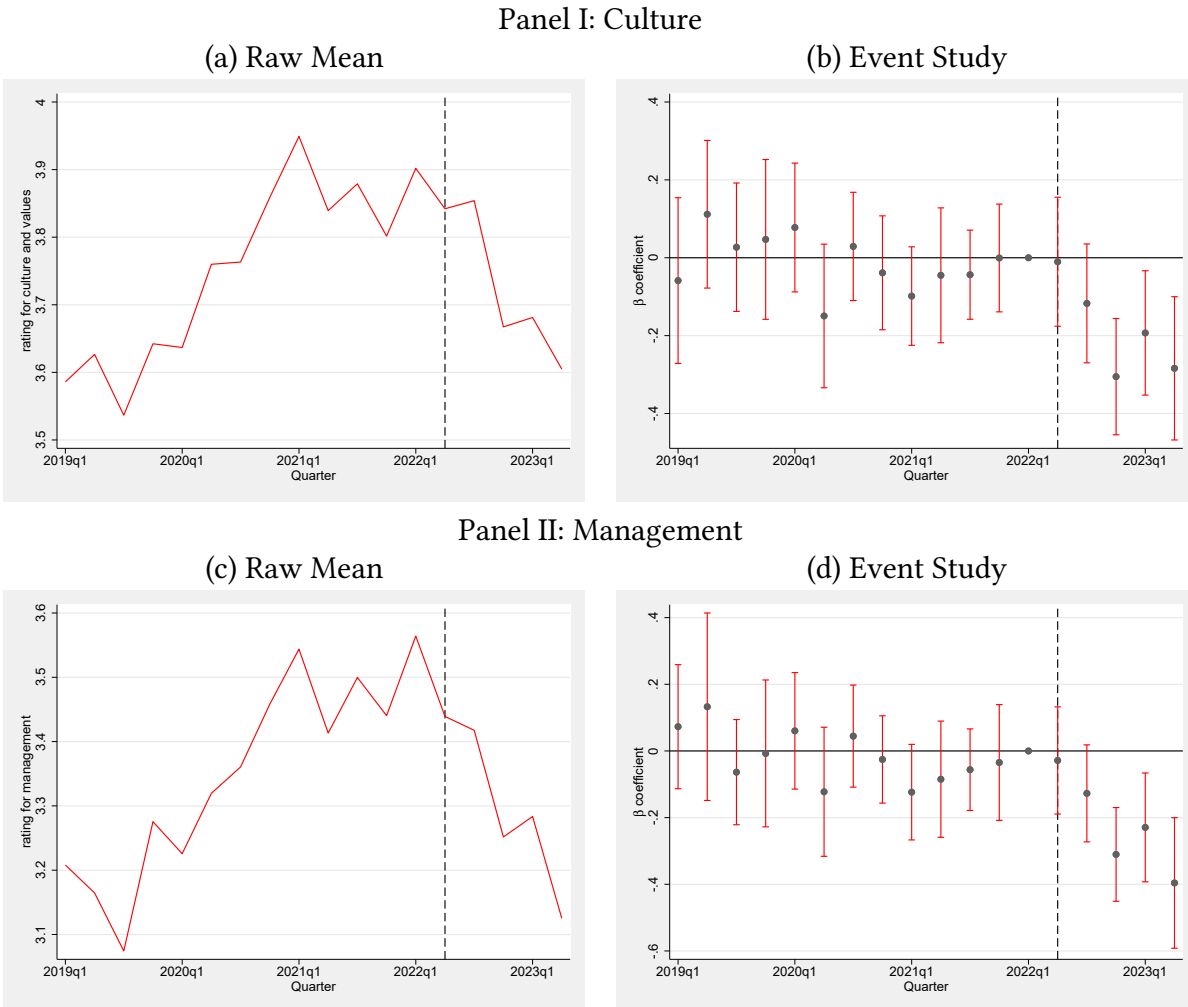 Panel I: Culture
(a) Raw Mean
(b) Event Study
rating for culture and values
4
3.9
3.8
3.7
3.6
3.5
2019q1 2020q1 2021q1 2022q1 2023q1
Quarter
β coefficient
.4
.2
0
-.2
-.4
2019q1 2020q1 2021q1 2022q1 2023q1
Quarter
Panel II: Management
(c) Raw Mean
(d) Event Study
rating for management
3.6
3.5
3.4
3.3
3.2
3.1
2019q1 2020q1 2021q1 2022q1 2023q1
Quarter
β coefficient
.4
.2
0
-.2
-.4
-.6
2019q1 2020q1 2021q1 2022q1 2023q1
Quarter